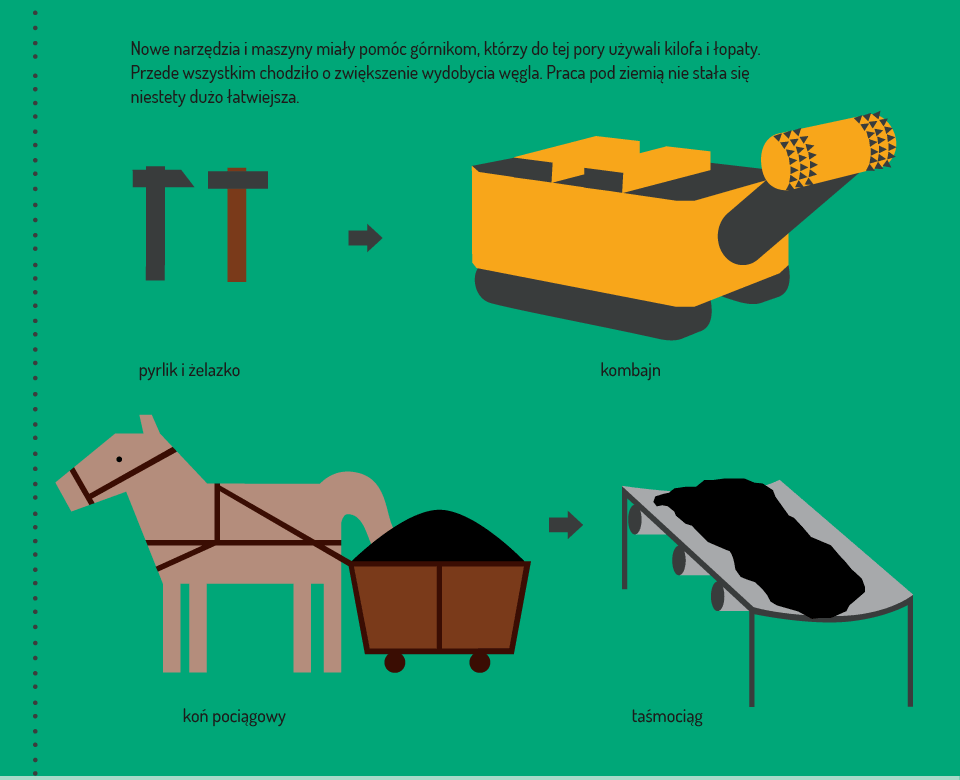 Nowe narzędzia i maszyny miały pomóc górnikom, którzy do tej pory używali kilofa i łopaty.
Przede wszystkim chodziło o zwiększenie wydobycia węgla. Praca pod ziemią nie stała się
niestety dużo łatwiejsza.
pyrlik i żelazko
kombajn
koń pociągowy
taśmociąg